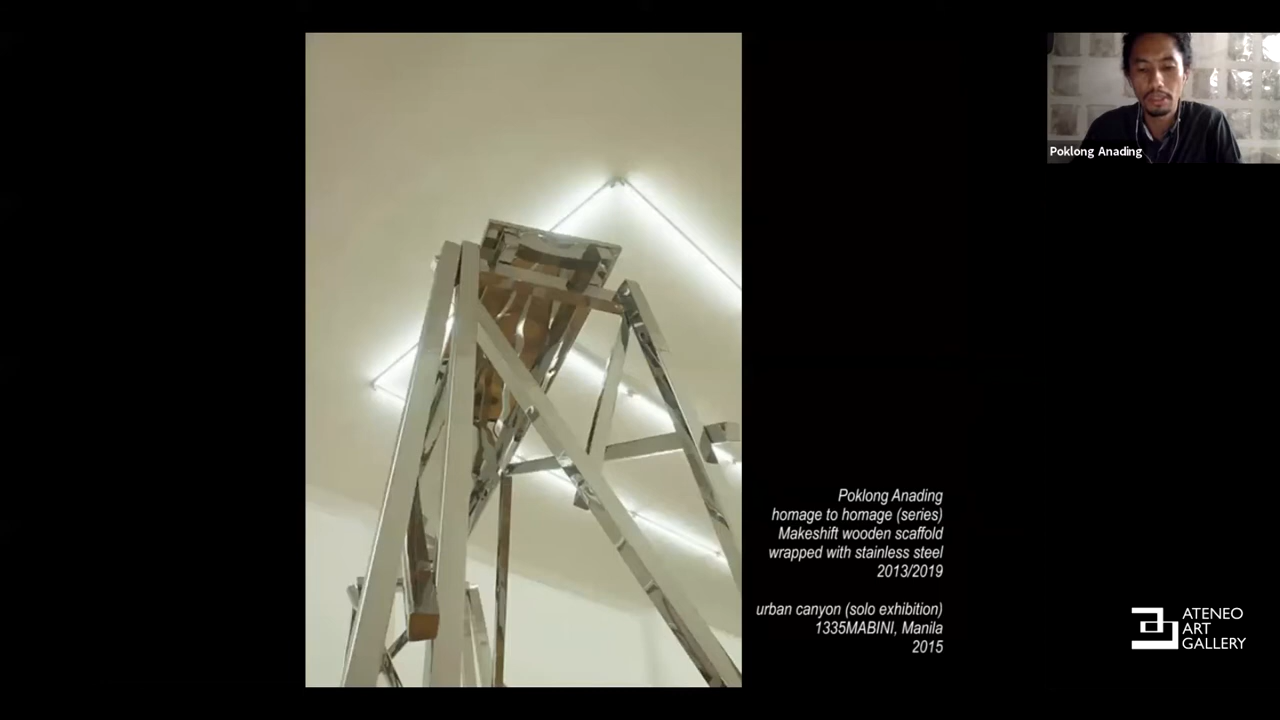 Poklong Anading
Poklong Anading
homage to homage (series)
Makeshift wooden scaffold
wrapped with stainless steel
2013/2019
urban canyon (solo exhibition)
1335MABINI, Manila
2015
ATENEO
ART
GALLERY